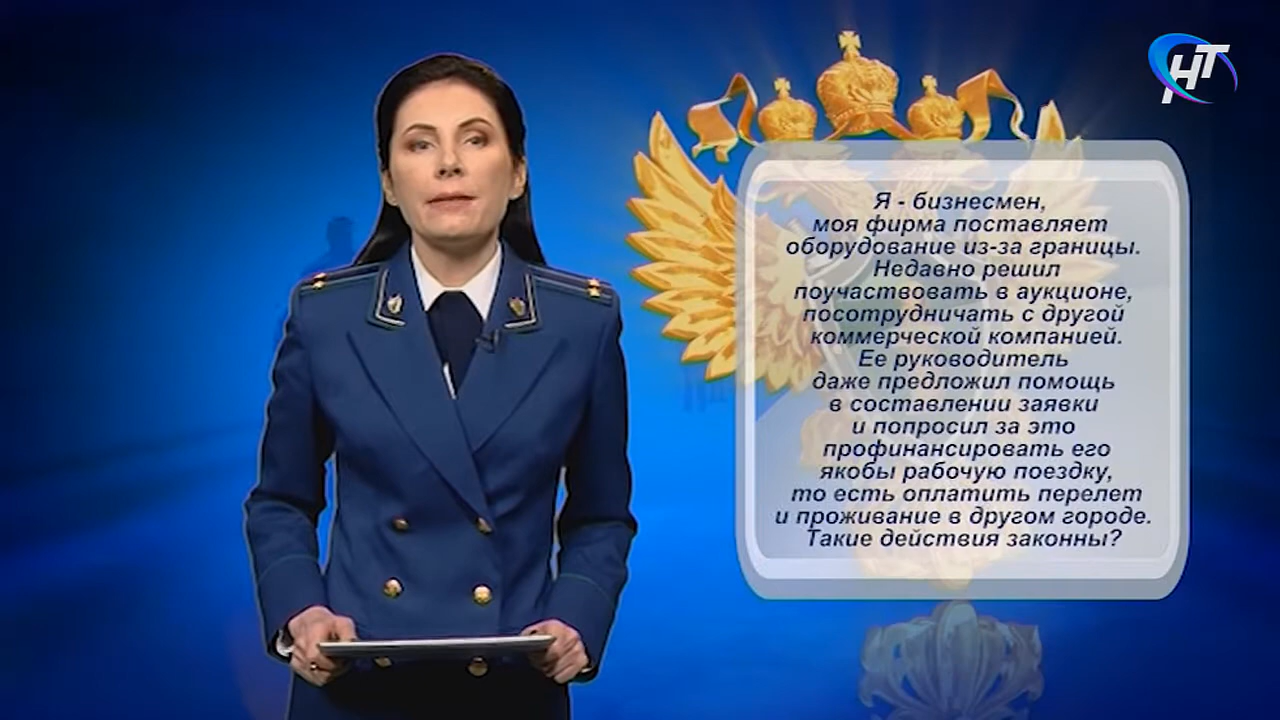 НТ
Я - бизнесмен,
моя фирма поставляет
оборудование из-за границы.
Недавно решил
поучаствовать в аукционе,
посотрудничать с другой
коммерческой компанией.
Ее руководитель
даже предложил помощь
в составлении заявки
и попросил за это
профинансировать его
якобы рабочую поездку,
то есть оплатить перелет
и проживание в другом городе.
Такие действия законны?